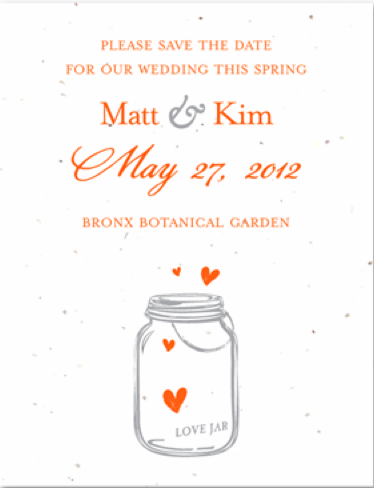 PLEASE SAVE THE DATE
FOR OUR WEDDING THIS SPRING
Matt & Kim
May 27, 2012
BRONX BOTANICAL GARDEN
LOVE JAR